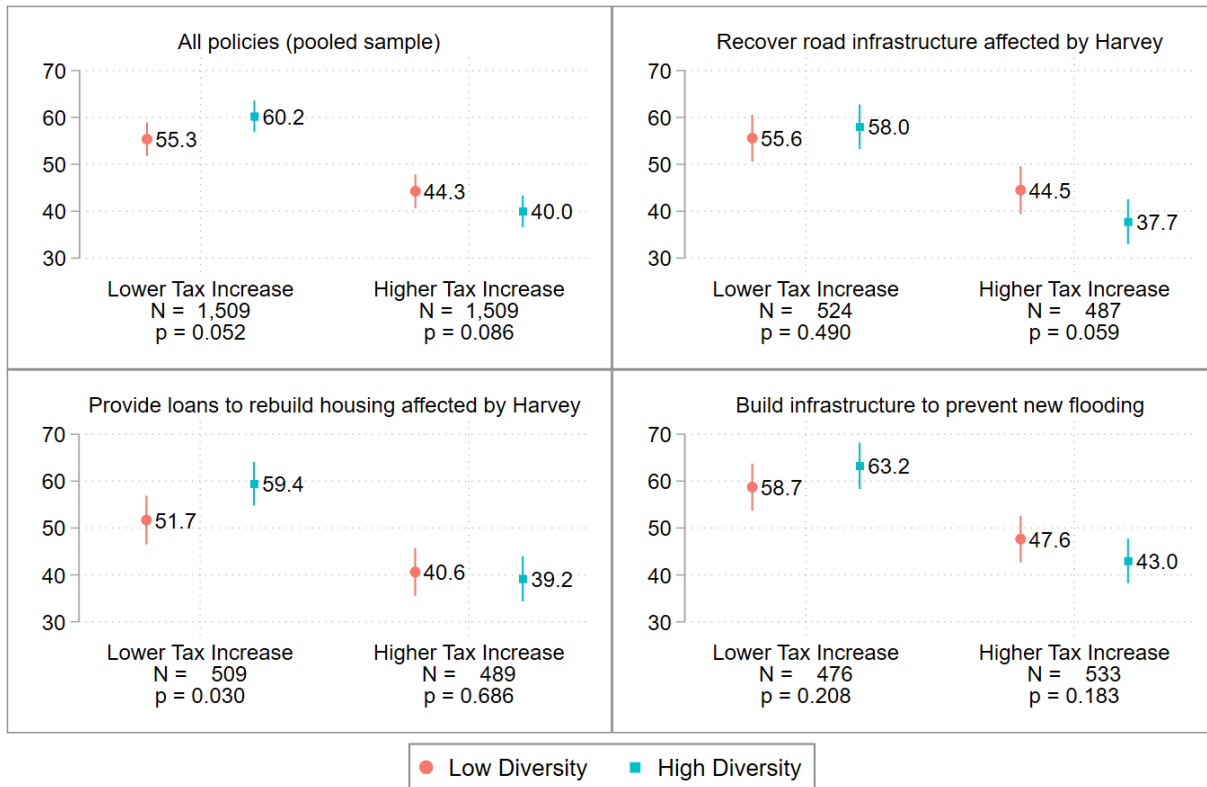 All policies (pooled sample)
70
60
50
40
30
55.3
60.2
44.3
40.0
Lower Tax Increase
N = 1,509
p = 0.052
Higher Tax Increase
N = 1,509
p = 0.086
Recover road infrastructure affected by Harvey
70
60
50
40
30
55.6
58.0
44.5
37.7
Lower Tax Increase
N = 524
p = 0.490
Higher Tax Increase
N = 487
p = 0.059
Provide loans to rebuild housing affected by Harvey
70
60
50
40
30
51.7
59.4
40.6
39.2
Lower Tax Increase
N = 509
p = 0.030
Higher Tax Increase
N = 489
p = 0.686
Build infrastructure to prevent new flooding
70
60
50
40
30
58.7
63.2
47.6
43.0
Lower Tax Increase
N = 476
p = 0.208
Higher Tax Increase
N = 533
p = 0.183
Low Diversity
High Diversity